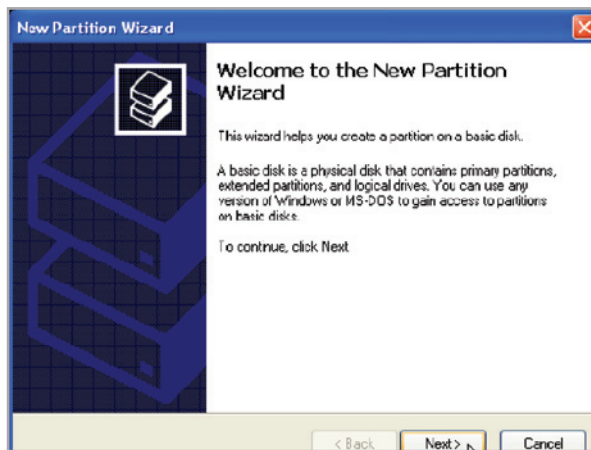 New Partition Wizard
Welcome to the New Partition
Wizard
This wizard helps you create a partition on a basic disk.
A basic disk is a physical disk that contains primary partitions,
extended partitions, and logical drives. You can use any
version of Windows or MS-DOS to gain access to partitions
on basic disks.
To continue, click Next
< Back
Next >
Cancel